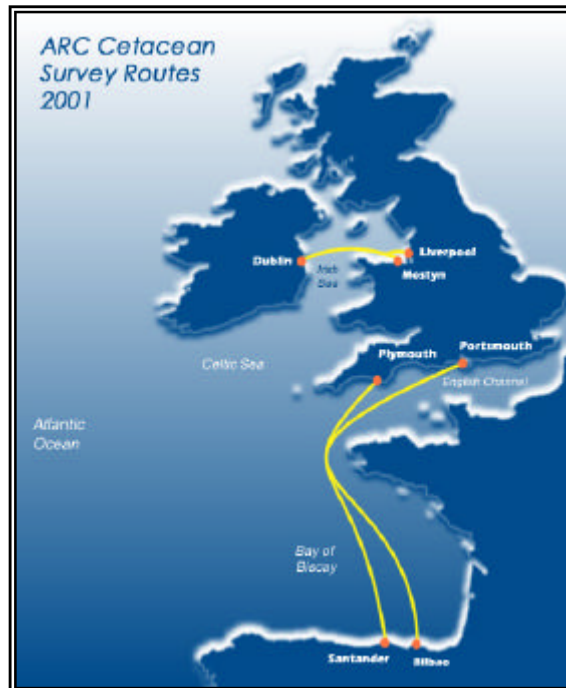 ARC Cetacean
Survey Routes
2001
Liverpool
Dublin
Irish
Sea
Mostyn
Portsmouth
Plymouth
Celtic Sea
English Channel
Atlantic
Ocean
Bay of
Biscay
Santander
Bilbao